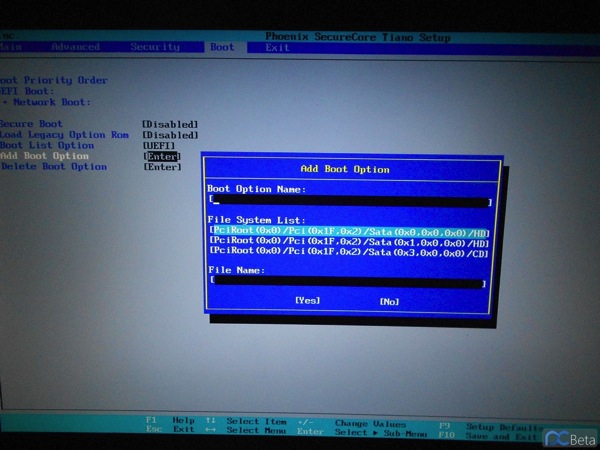 Phoenix SecureCore Tiano Setup
Main Advanced Security Boot Exit
Boot Priority Order
UEFI Boot:
Network Boot:
Secure Boot [Disabled]
Load Legacy Option Rom [Disabled]
Boot List Option [UEFI]
Add Boot Option [Enter]
Delete Boot Option [Enter]
Add Boot Option
Boot Option Name:
[_ ]
File System List:
[PciRoot(0x0)/Pci(0x1F,0x2)/Sata(0x0,0x0,0x0)/HD]
[PciRoot(0x0)/Pci(0x1F,0x2)/Sata(0x1,0x0,0x0)/HD]
[PciRoot(0x0)/Pci(0x1F,0x2)/Sata(0x3,0x0,0x0)/CD]
File Name:
[ ]
[Yes] [No]
F1 Help ↑↓ Select Item +/- Change Values F9 Setup Defaults
Esc Exit ↔ Select Menu Enter Select ▶ Sub-Menu F10 Save and Exit
PCBeta